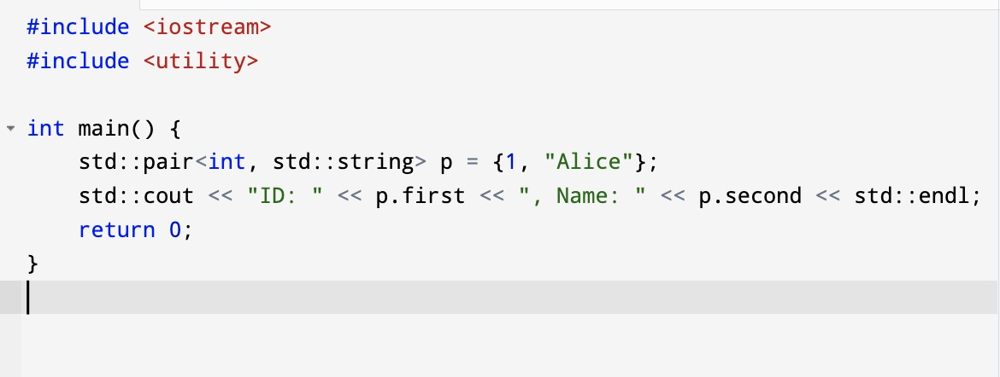 #include <iostream>
#include <utility>
int main() {
    std::pair<int, std::string> p = {1, "Alice"};
    std::cout << "ID: " << p.first << ", Name: " << p.second << std::endl;
    return 0;
}